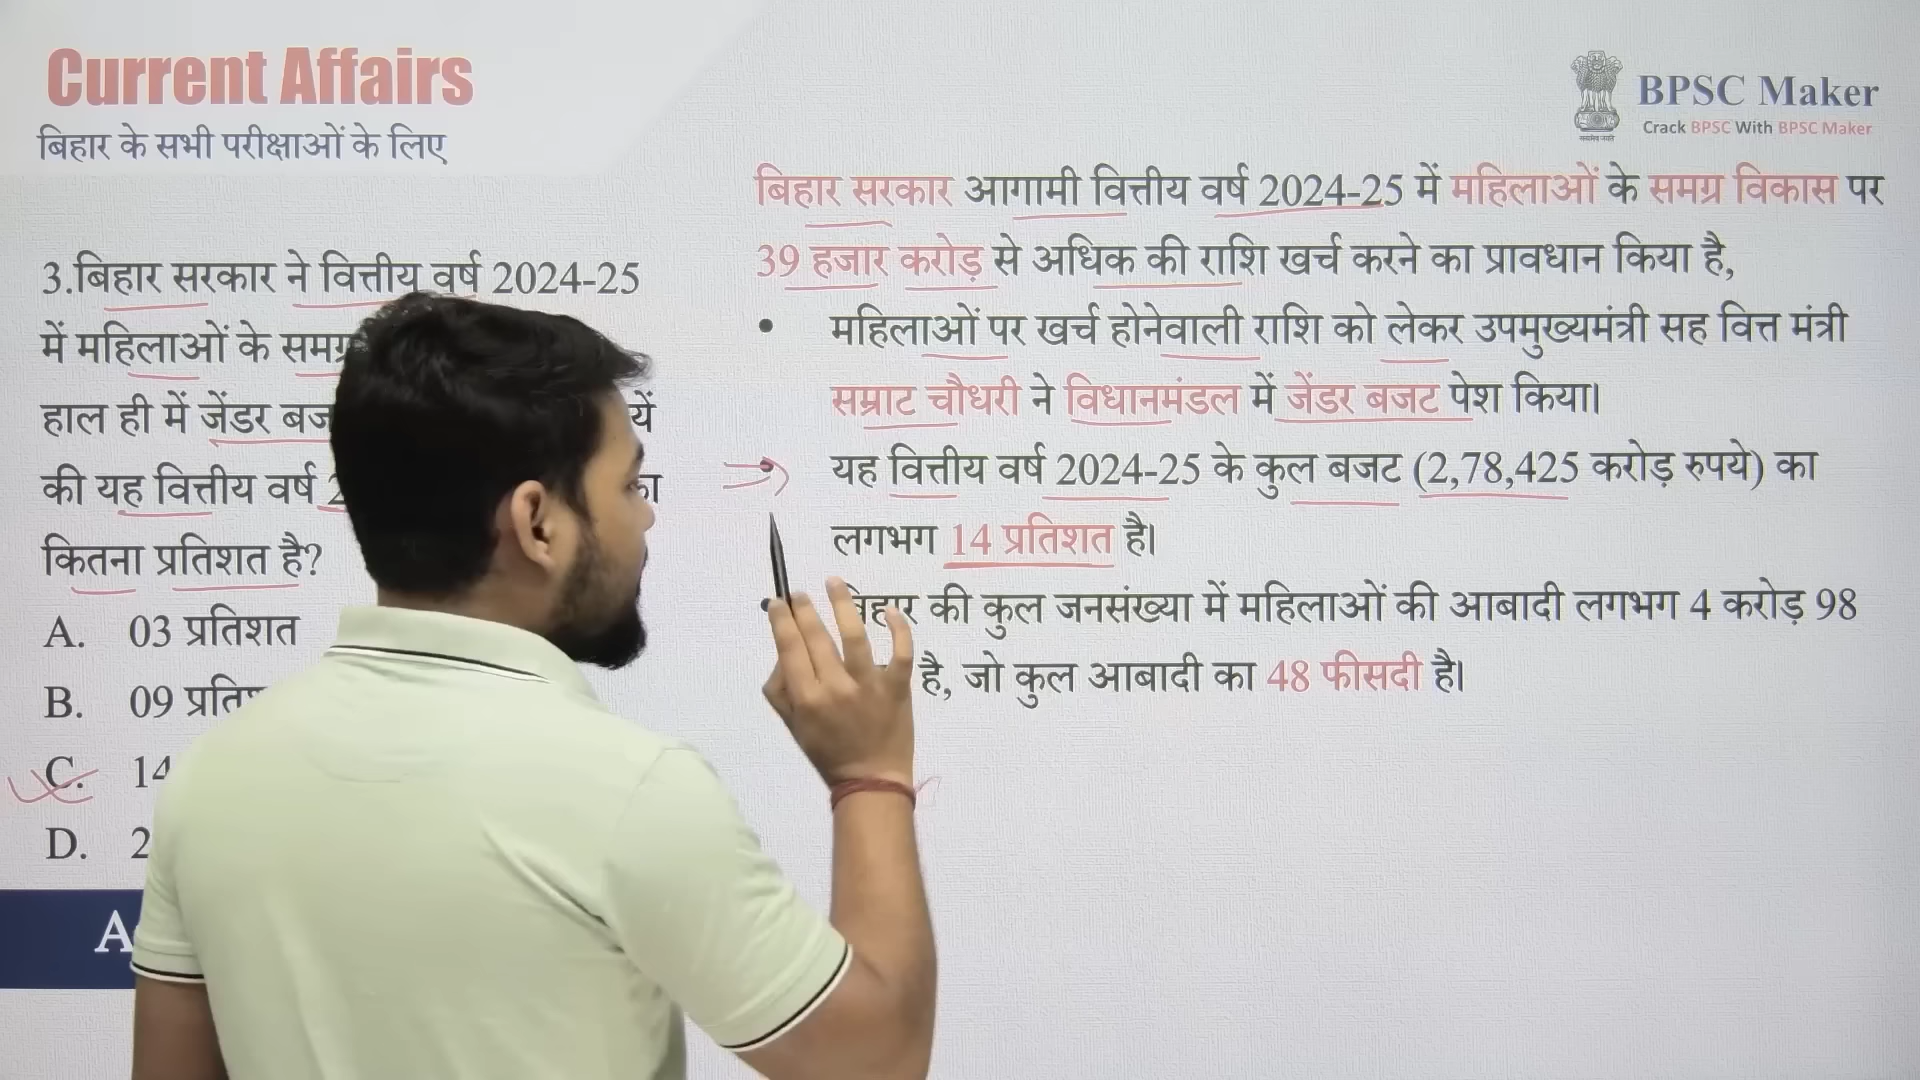 Current Affairs
बिहार के सभी परीक्षाओं के लिए
BPSC Maker
Crack BPSC With BPSC Maker
3.बिहार सरकार ने वित्तीय वर्ष 2024-25
में महिलाओं के समग्र
हाल ही में जेंडर
की यह वित्तीय वर्ष
कितना प्रतिशत है?
A. 03 प्रतिशत
B. 09
C. 14
D.
बिहार सरकार आगामी वित्तीय वर्ष 2024-25 में महिलाओं के समग्र विकास पर
39 हजार करोड़ से अधिक की राशि खर्च करने का प्रावधान किया है,
• महिलाओं पर खर्च होनेवाली राशि को लेकर उपमुख्यमंत्री सह वित्त मंत्री
सम्राट चौधरी ने विधानमंडल में जेंडर बजट पेश किया।
यह वित्तीय वर्ष 2024-25 के कुल बजट (2,78,425 करोड़ रुपये) का
लगभग 14 प्रतिशत है।
• बिहार की कुल जनसंख्या में महिलाओं की आबादी लगभग 4 करोड़ 98
है, जो कुल आबादी का 48 फीसदी है।